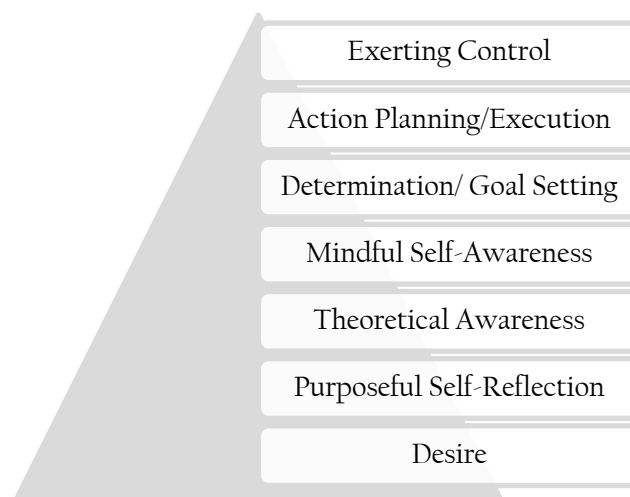 Exerting Control
Action Planning/Execution
Determination/ Goal Setting
Mindful Self-Awareness
Theoretical Awareness
Purposeful Self-Reflection
Desire